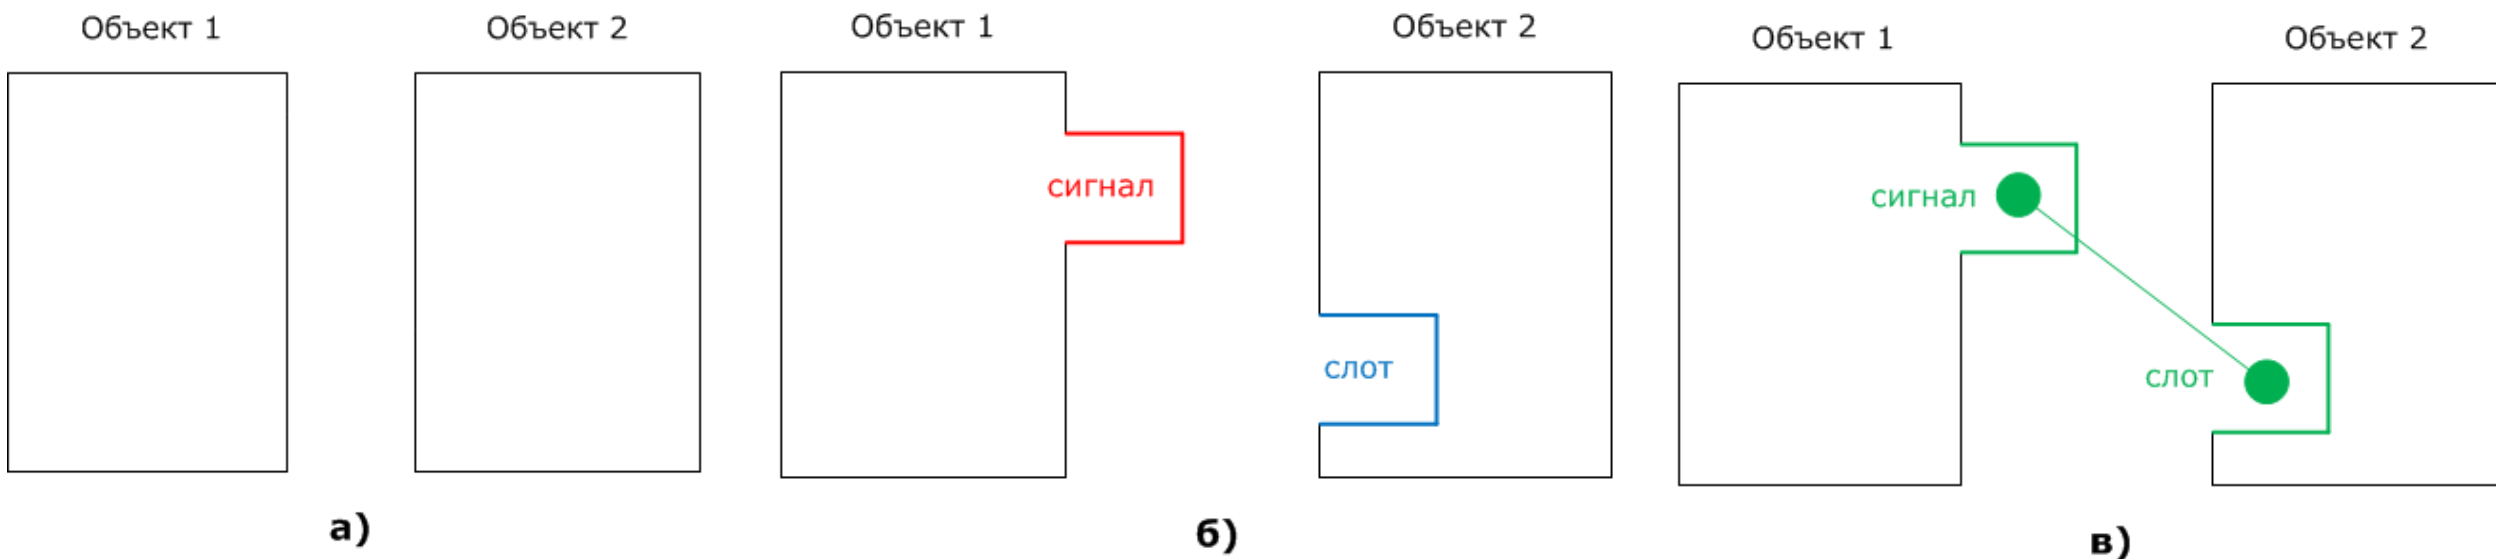 Объект 1
Объект 2
Объект 1
Объект 2
Объект 1
Объект 2
сигнал
слот
сигнал
слот
а)
б)
в)